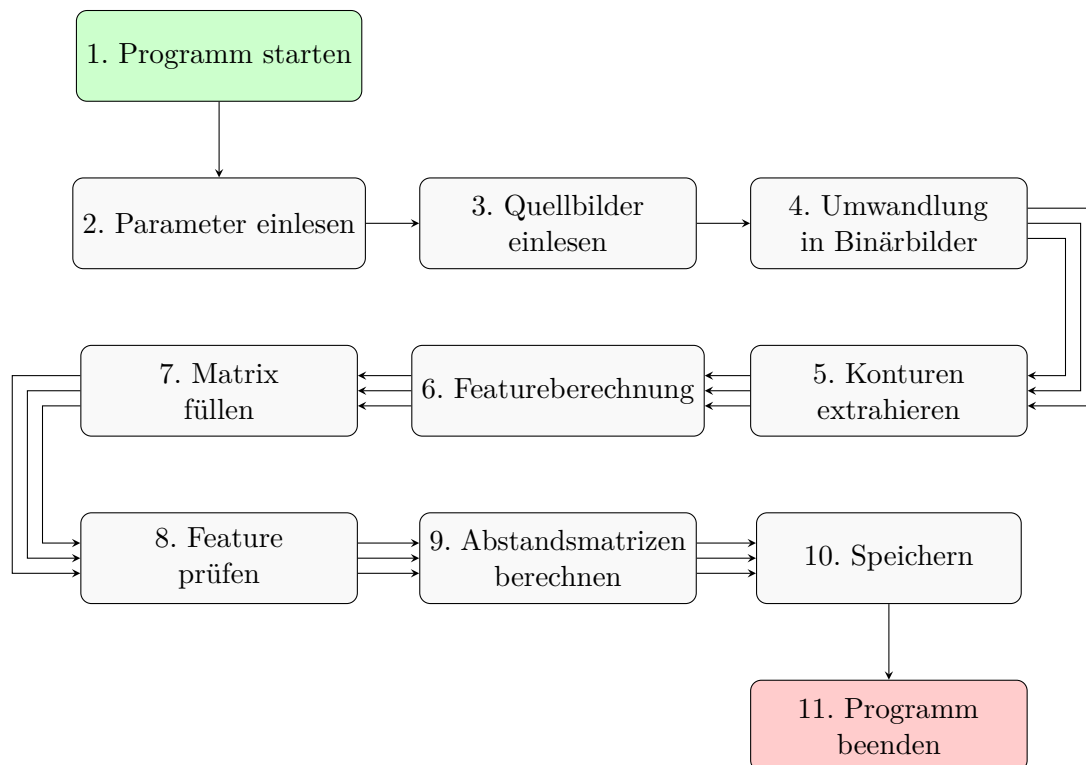 1. Programm starten
2. Parameter einlesen
3. Quellbilder
einlesen
4. Umwandlung
in Binärbilder
5. Konturen
extrahieren
6. Featureberechnung
7. Matrix
füllen
8. Feature
prüfen
9. Abstandsmatrizen
berechnen
10. Speichern
11. Programm
beenden